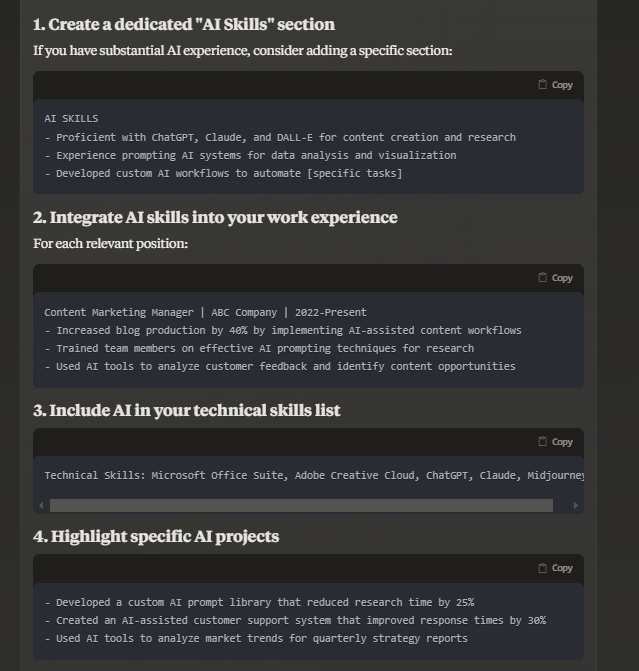 1. Create a dedicated "AI Skills" section
If you have substantial AI experience, consider adding a specific section:
Copy
AI SKILLS
- Proficient with ChatGPT, Claude, and DALL-E for content creation and research
- Experience prompting AI systems for data analysis and visualization
- Developed custom AI workflows to automate [specific tasks]
2. Integrate AI skills into your work experience
For each relevant position:
Copy
Content Marketing Manager | ABC Company | 2022-Present
- Increased blog production by 40% by implementing AI-assisted content workflows
- Trained team members on effective AI prompting techniques for research
- Used AI tools to analyze customer feedback and identify content opportunities
3. Include AI in your technical skills list
Copy
Technical Skills: Microsoft Office Suite, Adobe Creative Cloud, ChatGPT, Claude, Midjourney
4. Highlight specific AI projects
Copy
- Developed a custom AI prompt library that reduced research time by 25%
- Created an AI-assisted customer support system that improved response times by 30%
- Used AI tools to analyze market trends for quarterly strategy reports